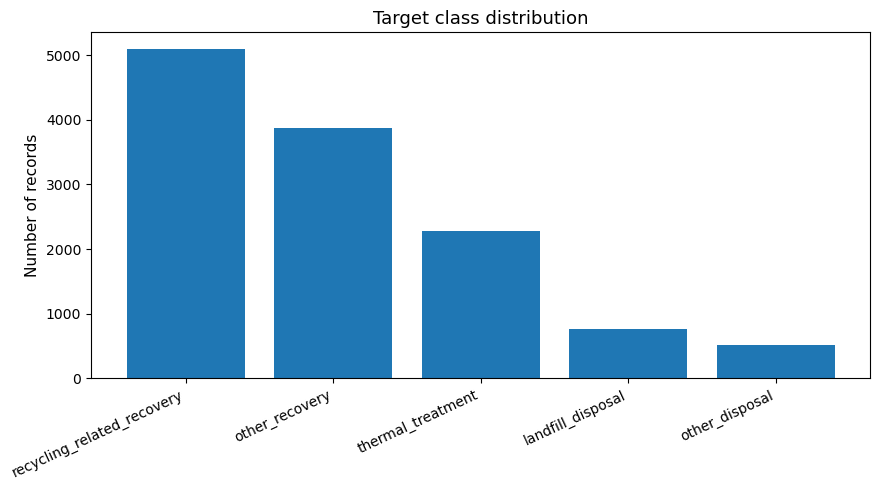 Target class distribution
Number of records
5000
4000
3000
2000
1000
0
recycling_related_recovery
other_recovery
thermal_treatment
landfill_disposal
other_disposal